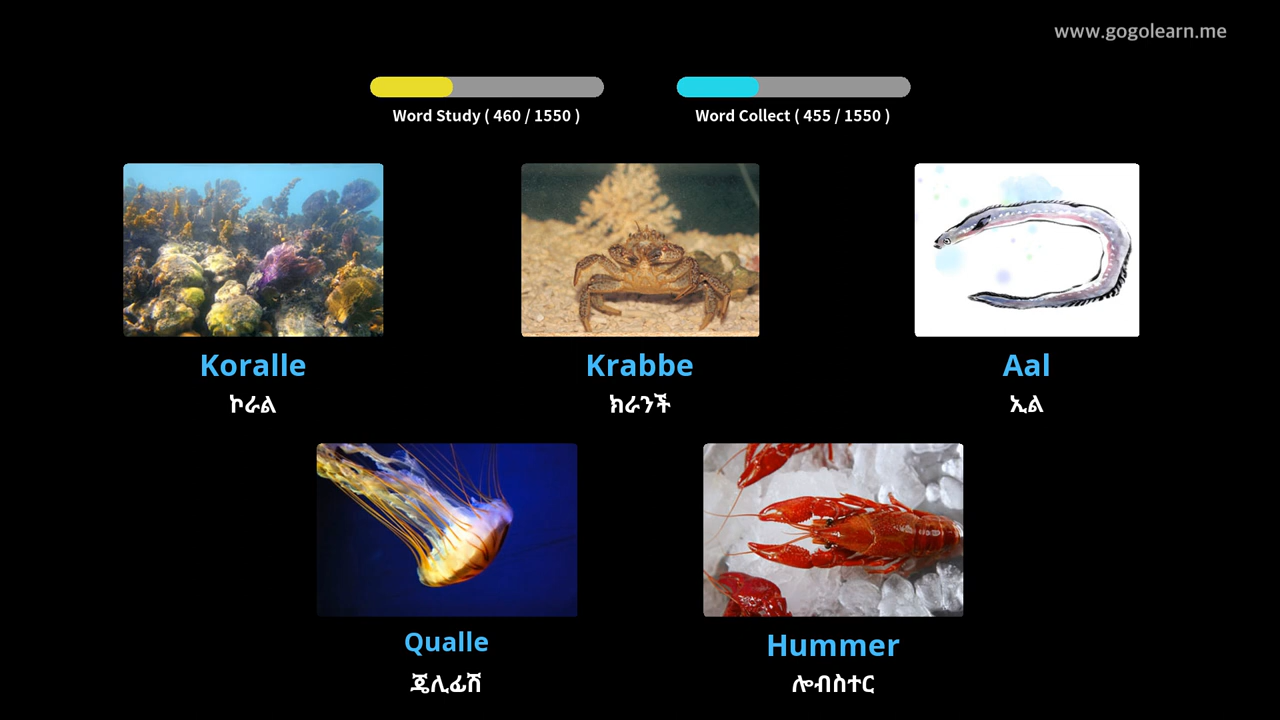 www.gogolearn.me
Word Study ( 460 / 1550 )
Word Collect ( 455 / 1550 )
Koralle
ኮራል
Krabbe
ክራንች
Aal
ኢል
Qualle
ጄሊፊሽ
Hummer
ሎብስተር